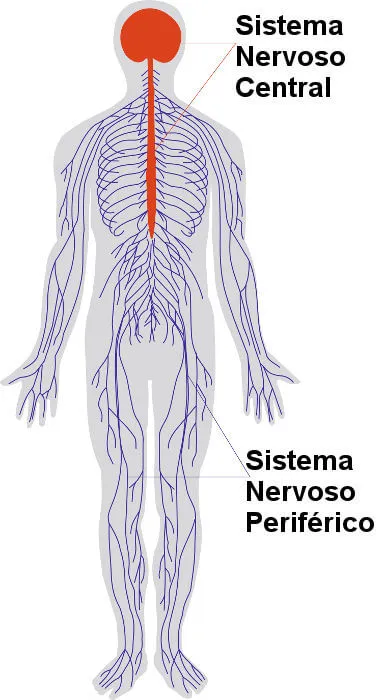 Sistema
Nervoso
Central
Sistema
Nervoso
Periférico